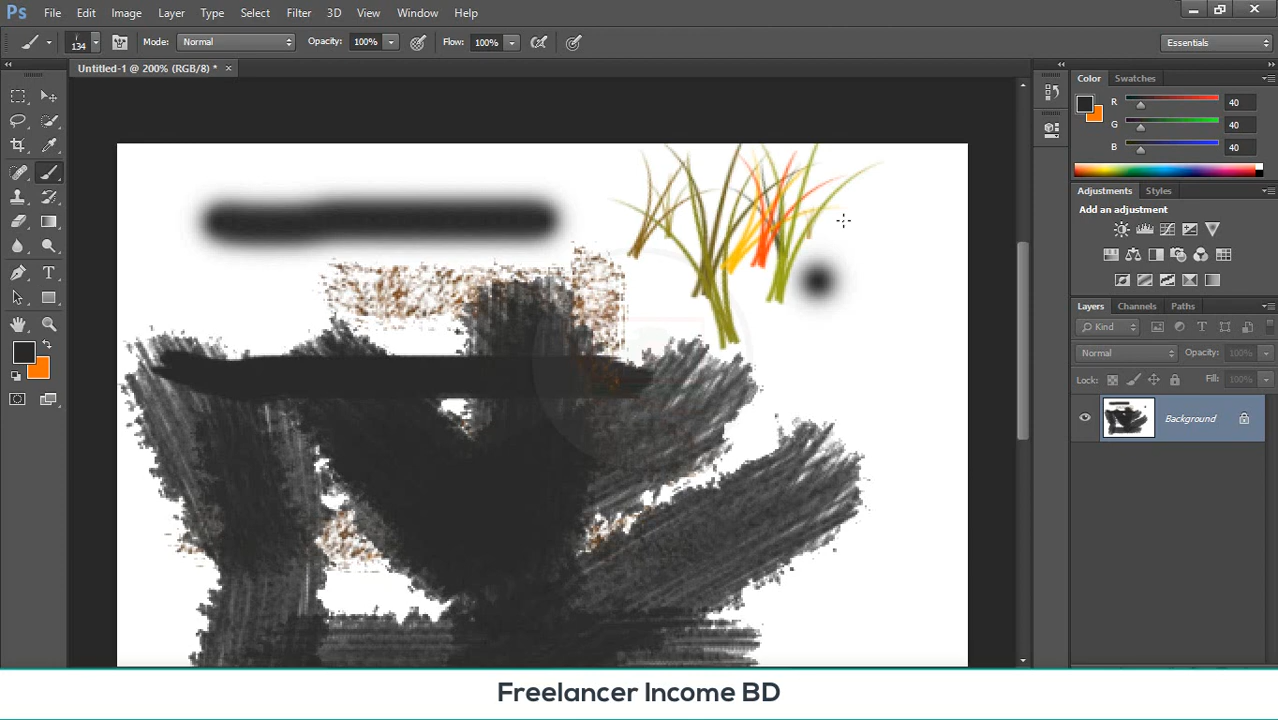 Ps File Edit Image Layer Type Select Filter 3D View Window Help
134 Mode: Normal Opacity: 100% Flow: 100% Essentials
Untitled-1 @ 200% (RGB/8) * ×
Color Swatches
R 40
G 40
B 40
Adjustments Styles
Add an adjustment
Layers Channels Paths
Kind
Normal Opacity: 100%
Lock: Fill: 100%
Background
Freelancer Income BD